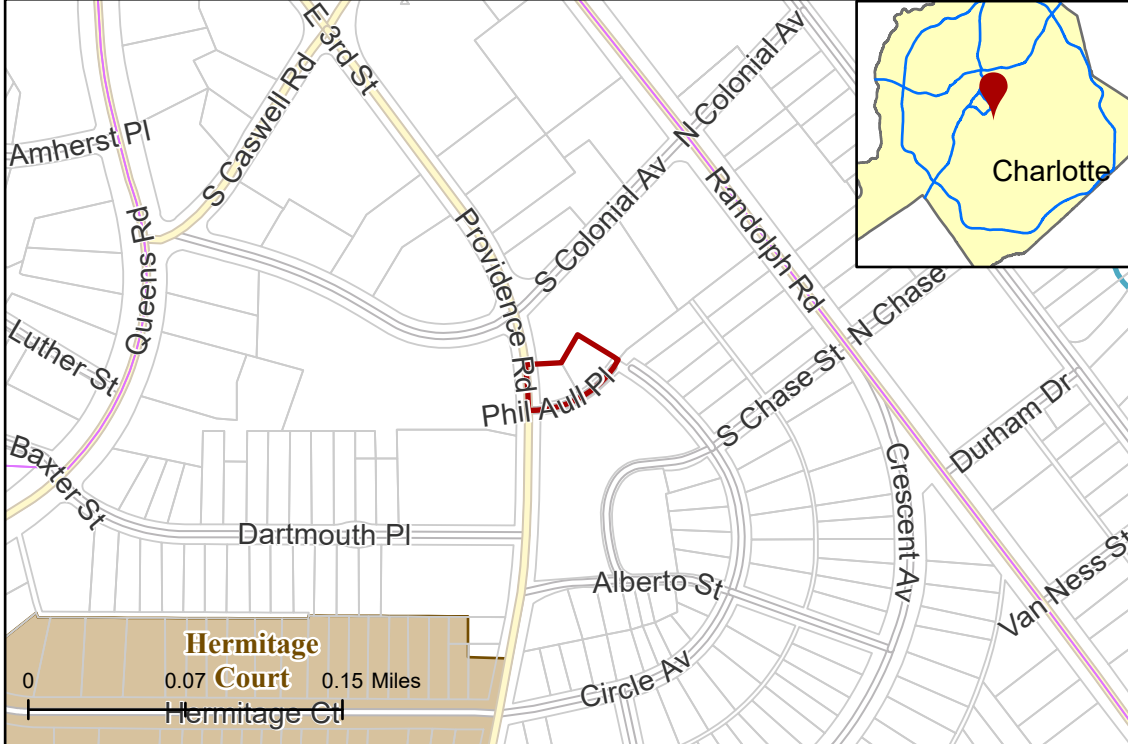 E 3rd St
N Colonial Av
Amherst Pl
S Caswell Rd
Charlotte
S Colonial Av
Randolph Rd
Queens Rd
Providence Rd
N Chase
Luther St
S Chase St
Phil Aull Pl
Durham Dr
Baxter St
Crescent Av
Dartmouth Pl
Van Ness St
Alberto St
Hermitage
Court
0 0.07 0.15 Miles
Circle Av
Hermitage Ct